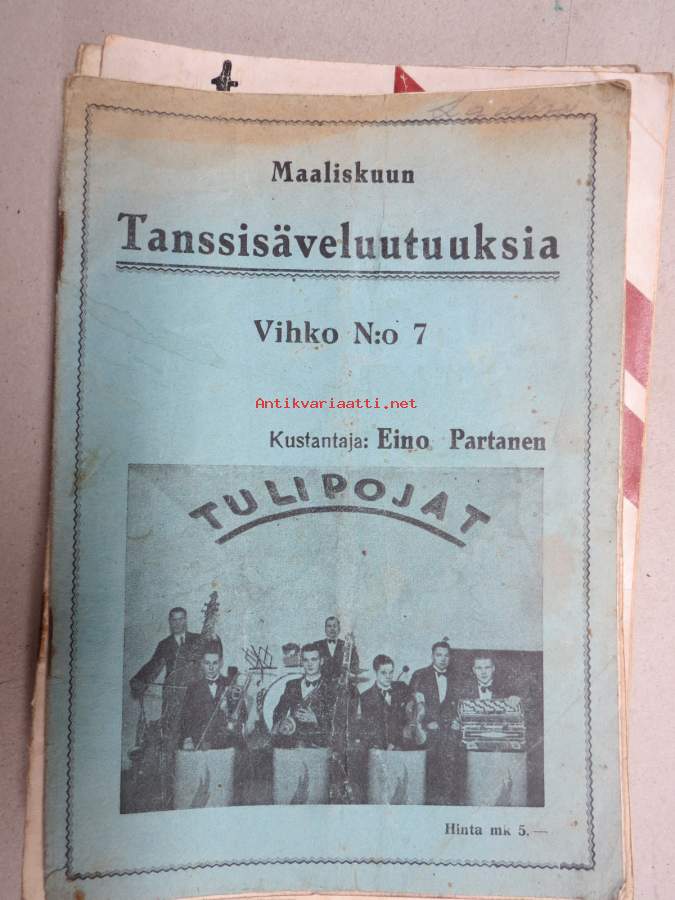 Maaliskuun
Tanssisäveluutuuksia
Vihko N:o 7
Antikvariaatti.net
Kustantaja: Eino Partanen
TULIPOJAT
Hinta mk 5.—